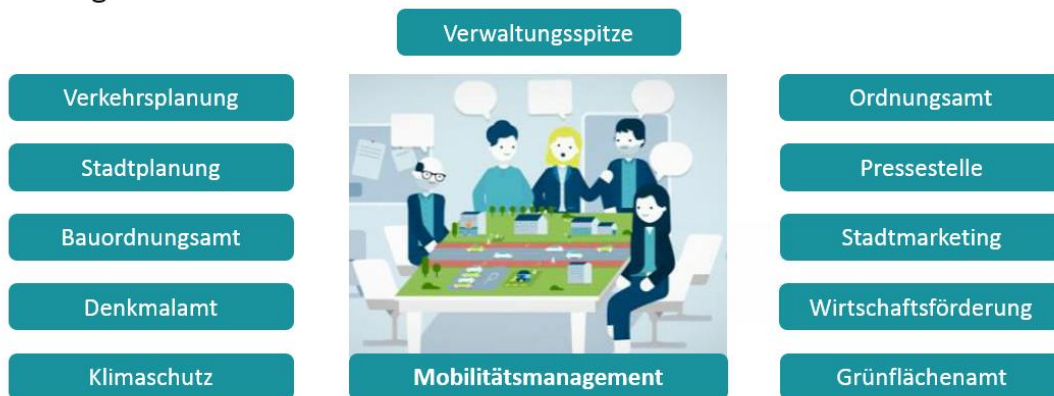 Verwaltungsspitze
Verkehrsplanung
Stadtplanung
Bauordnungsamt
Denkmalamt
Klimaschutz
Mobilitätsmanagement
Ordnungsamt
Pressestelle
Stadtmarketing
Wirtschaftsförderung
Grünflächenamt